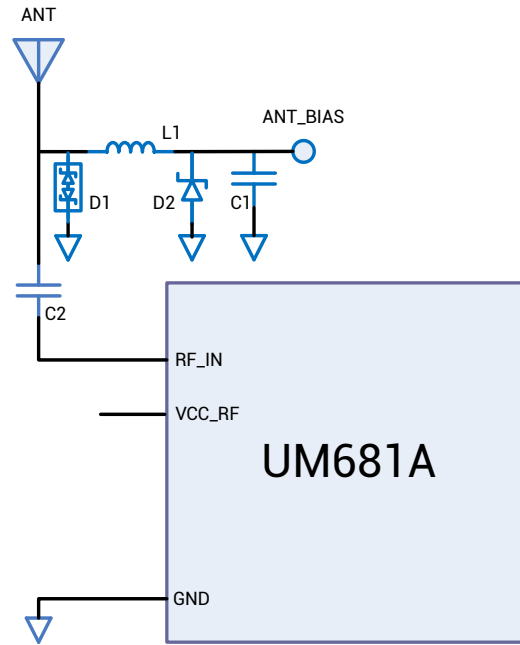 ANT
L1
ANT_BIAS
D1
D2
C1
C2
RF_IN
VCC_RF
UM681A
GND